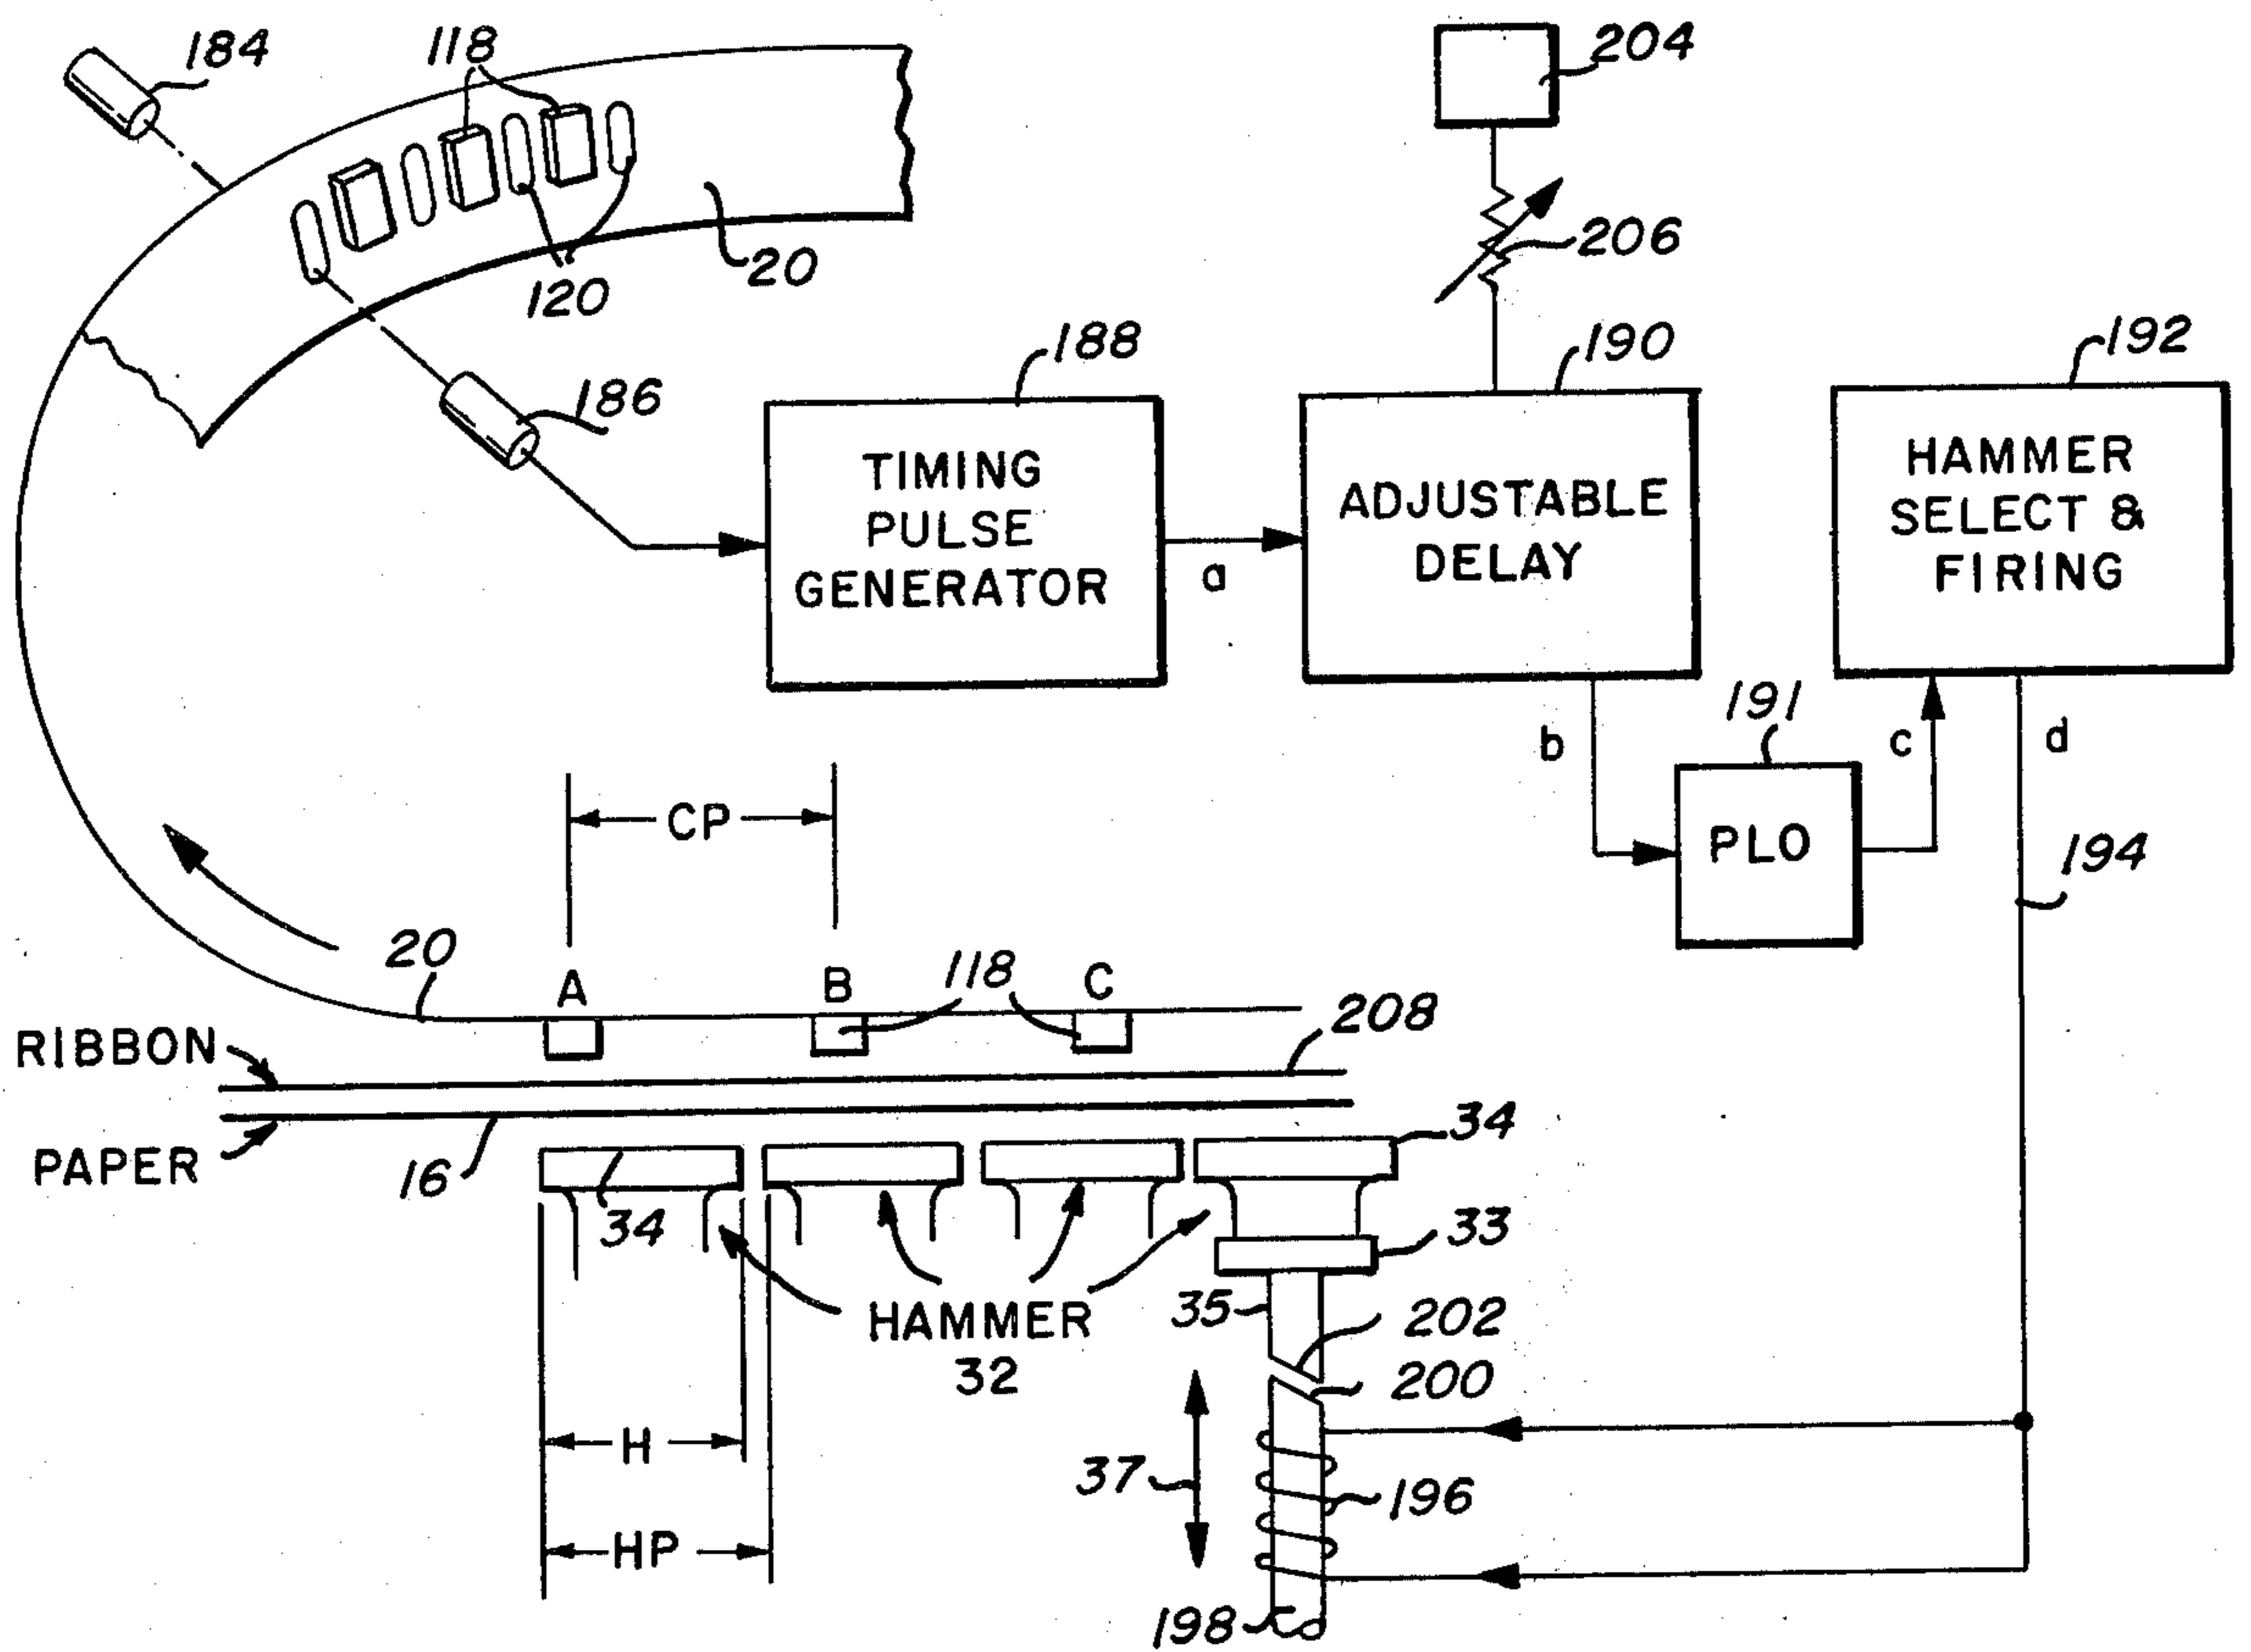 184
118
204
20
120
206
186
188
190
192
TIMING
PULSE
GENERATOR
a
ADJUSTABLE
DELAY
HAMMER
SELECT &
FIRING
b
191
c
d
PLO
194
CP
20
A
B
118
C
208
RIBBON
PAPER
16
34
34
33
HAMMER
32
35
202
200
H
37
196
HP
198